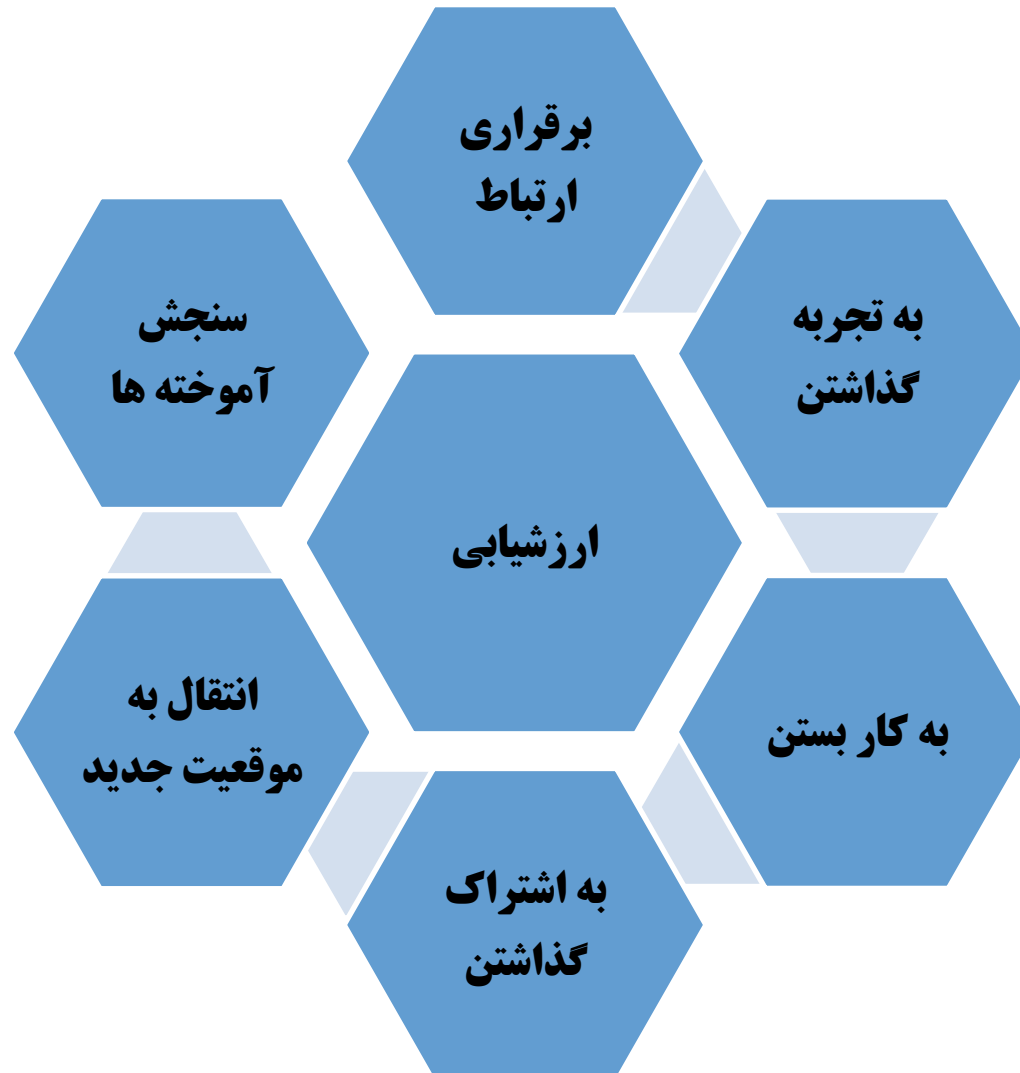 برقراری
ارتباط
به تجربه
گذاشتن
به کار بستن
به اشتراک
گذاشتن
انتقال به
موقعیت جدید
سنجش
آموخته ها
ارزشیابی